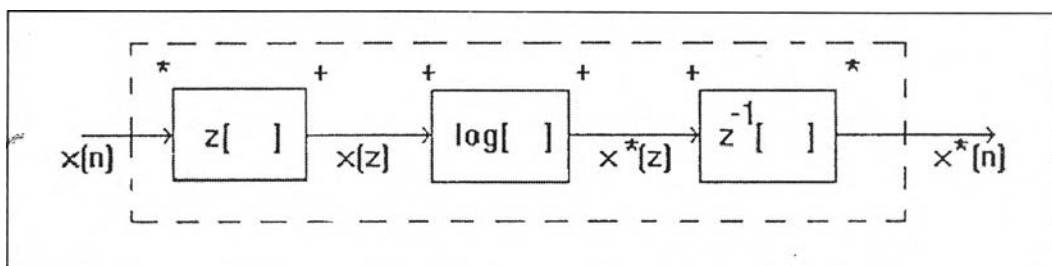 * + + + + *
z[ ] log[ ] z⁻¹[ ]
x(n) x(z) x*(z) x*(n)